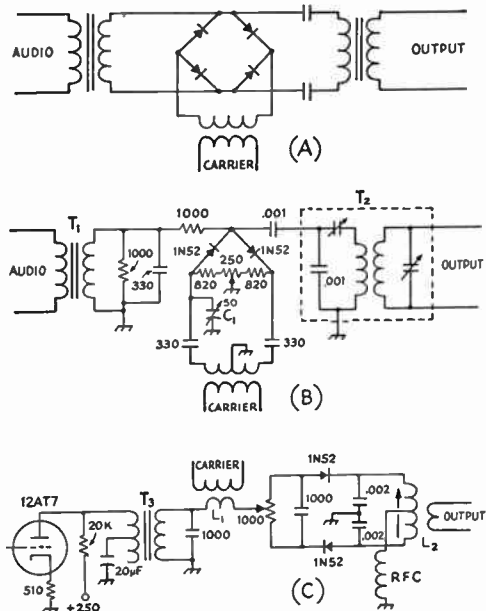 AUDIO
OUTPUT
CARRIER
(A)
T1
1000
.001
T2
1N52
1N52
250
1000
330
820
820
AUDIO
.001
OUTPUT
50
C1
330
330
CARRIER
(B)
CARRIER
1N52
12AT7
T3
20K
L1
1000
1000
.002
1000
.002
OUTPUT
L2
20µF
510
1N52
RFC
+250
(C)